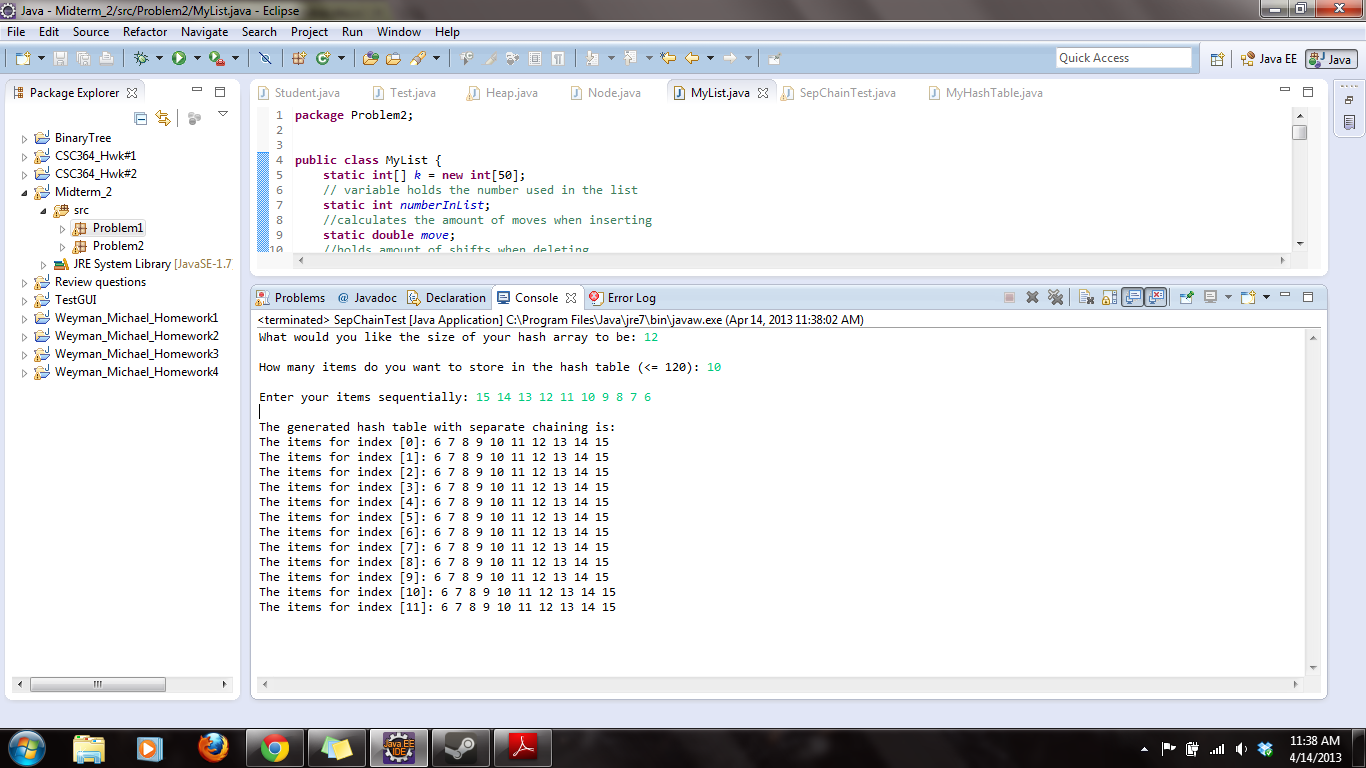 Java - Midterm_2/src/Problem2/MyList.java - Eclipse
File Edit Source Refactor Navigate Search Project Run Window Help
Quick Access
Java EE
Java
Package Explorer
BinaryTree
CSC364_Hwk#1
CSC364_Hwk#2
Midterm_2
src
Problem1
Problem2
JRE System Library [JavaSE-1.7
Review questions
TestGUI
Weyman_Michael_Homework1
Weyman_Michael_Homework2
Weyman_Michael_Homework3
Weyman_Michael_Homework4
Student.java Test.java Heap.java Node.java MyList.java SepChainTest.java MyHashTable.java
1 package Problem2;
2
3
4 public class MyList {
5 static int[] k = new int[50];
6 // variable holds the number used in the list
7 static int numberInList;
8 //calculates the amount of moves when inserting
9 static double move;
10 //holds amount of shifts when deleting
Problems @ Javadoc Declaration Console Error Log
<terminated> SepChainTest [Java Application] C:\Program Files\Java\jre7\bin\javaw.exe (Apr 14, 2013 11:38:02 AM)
What would you like the size of your hash array to be: 12
How many items do you want to store in the hash table (<= 120): 10
Enter your items sequentially: 15 14 13 12 11 10 9 8 7 6
The generated hash table with separate chaining is:
The items for index [0]: 6 7 8 9 10 11 12 13 14 15
The items for index [1]: 6 7 8 9 10 11 12 13 14 15
The items for index [2]: 6 7 8 9 10 11 12 13 14 15
The items for index [3]: 6 7 8 9 10 11 12 13 14 15
The items for index [4]: 6 7 8 9 10 11 12 13 14 15
The items for index [5]: 6 7 8 9 10 11 12 13 14 15
The items for index [6]: 6 7 8 9 10 11 12 13 14 15
The items for index [7]: 6 7 8 9 10 11 12 13 14 15
The items for index [8]: 6 7 8 9 10 11 12 13 14 15
The items for index [9]: 6 7 8 9 10 11 12 13 14 15
The items for index [10]: 6 7 8 9 10 11 12 13 14 15
The items for index [11]: 6 7 8 9 10 11 12 13 14 15
Java EE
IDE
11:38 AM
4/14/2013